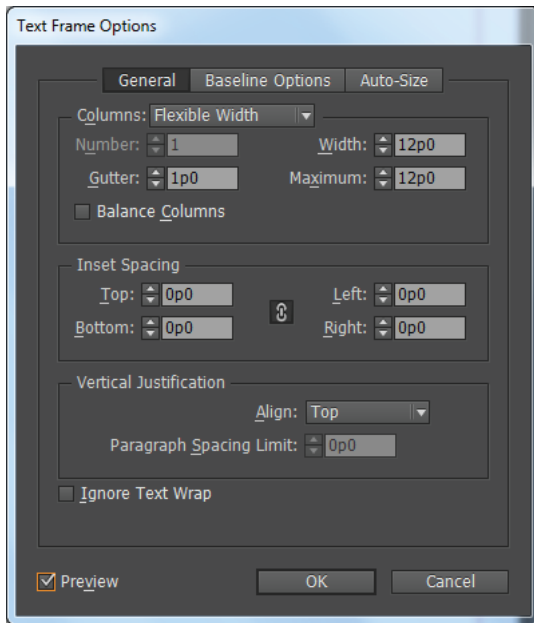 Text Frame Options
General Baseline Options Auto-Size
Columns: Flexible Width
Number: 1 Width: 12p0
Gutter: 1p0 Maximum: 12p0
Balance Columns
Inset Spacing
Top: 0p0 Left: 0p0
Bottom: 0p0 Right: 0p0
Vertical Justification
Align: Top
Paragraph Spacing Limit: 0p0
Ignore Text Wrap
Preview OK Cancel